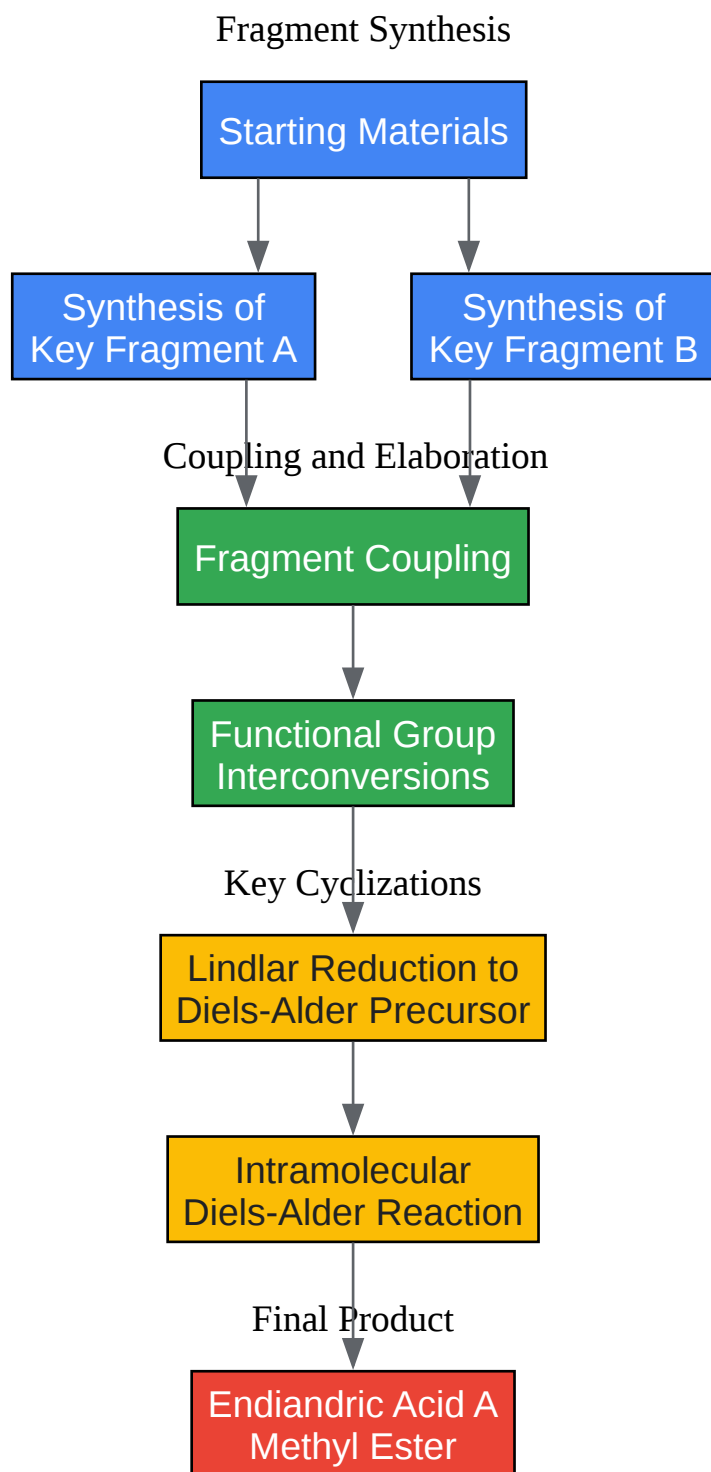 Fragment Synthesis
Starting Materials
Synthesis of
Key Fragment A
Synthesis of
Key Fragment B
Coupling and Elaboration
Fragment Coupling
Functional Group
Interconversions
Key Cyclizations
Lindlar Reduction to
Diels-Alder Precursor
Intramolecular
Diels-Alder Reaction
Final Product
Endiandric Acid A
Methyl Ester